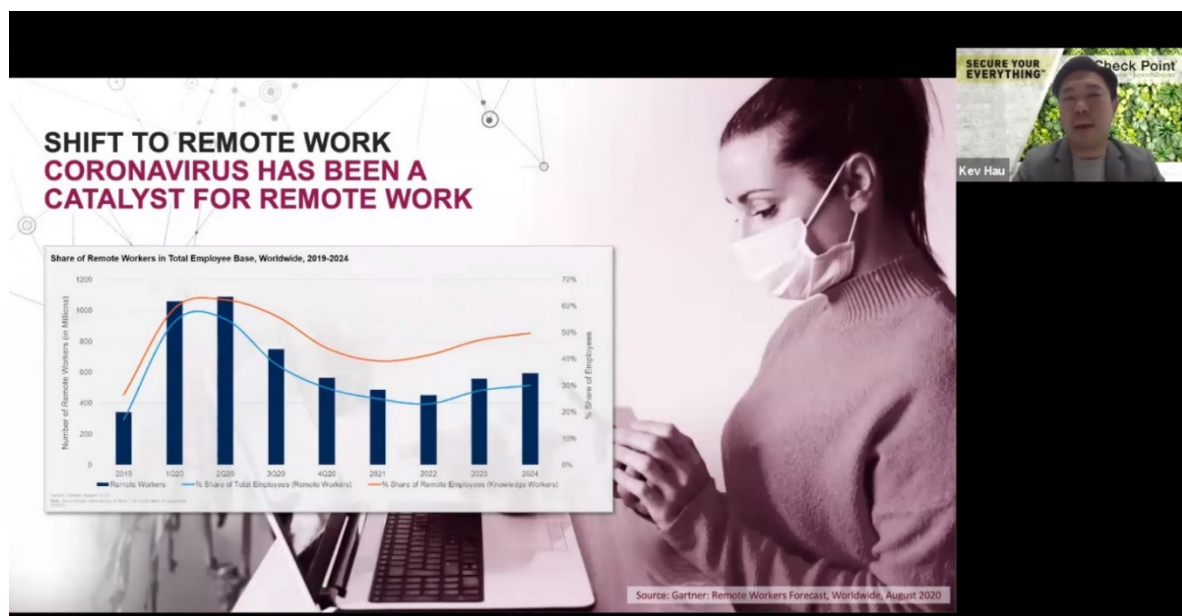 SHIFT TO REMOTE WORK
CORONAVIRUS HAS BEEN A
CATALYST FOR REMOTE WORK
Share of Remote Workers in Total Employee Base, Worldwide, 2019-2024
Number of Remote Workers (in Millions)
1200
1000
800
600
400
200
0
% Share of Employees
70%
60%
50%
40%
30%
20%
10%
0%
2019 1Q20 2Q20 3Q20 4Q20 2021 2022 2023 2024
Remote Workers % Share of Total Employees (Remote Workers) % Share of Remote Employees (Knowledge Workers)
Source: Gartner: Remote Workers Forecast, Worldwide, August 2020
SECURE YOUR
EVERYTHING™
Check Point
Kev Hau